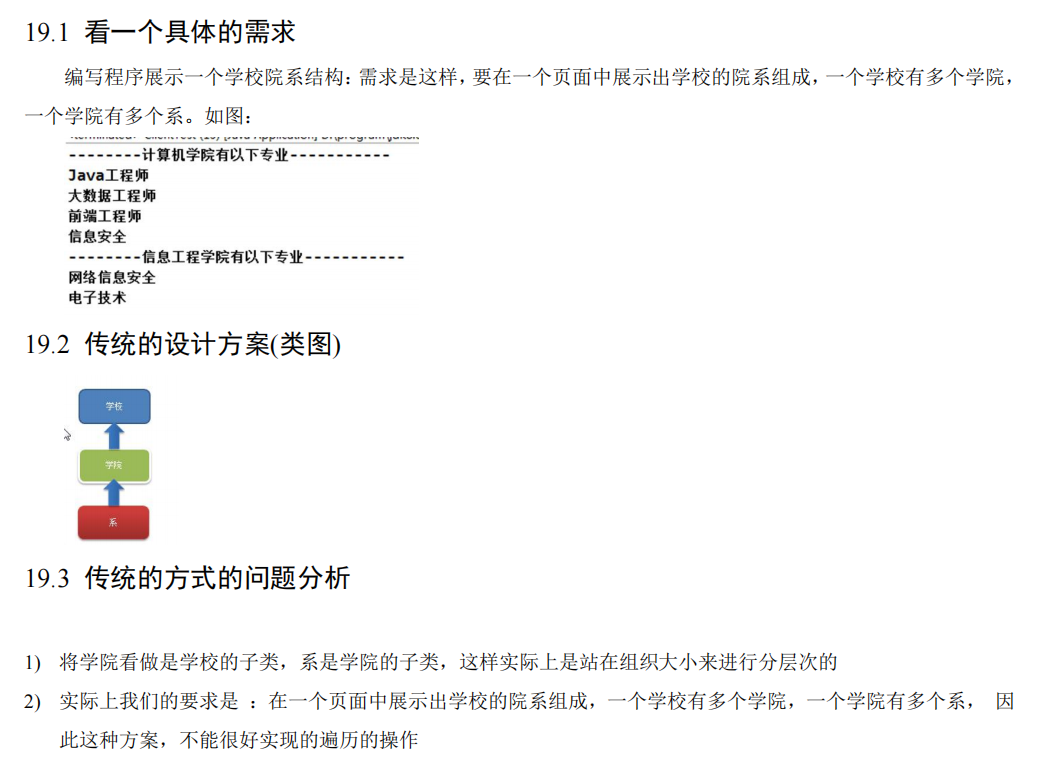 19.1 看一个具体的需求
编写程序展示一个学校院系结构：需求是这样，要在一个页面中展示出学校的院系组成，一个学校有多个学院，
一个学院有多个系。如图：
--------计算机学院有以下专业-----------
Java工程师
大数据工程师
前端工程师
信息安全
--------信息工程学院有以下专业-----------
网络信息安全
电子技术
19.2 传统的设计方案(类图)
学校
学院
系
19.3 传统的方式的问题分析
1) 将学院看做是学校的子类，系是学院的子类，这样实际上是站在组织大小来进行分层次的
2) 实际上我们的要求是 ：在一个页面中展示出学校的院系组成，一个学校有多个学院，一个学院有多个系， 因
此这种方案，不能很好实现的遍历的操作